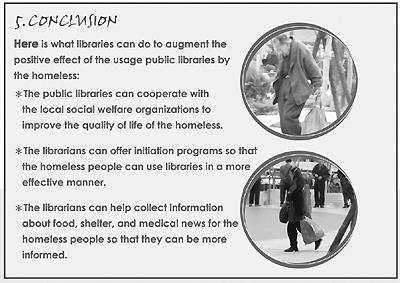 5. CONCLUSION
Here is what libraries can do to augment the
positive effect of the usage public libraries by
the homeless:
*The public libraries can cooperate with
the local social welfare organizations to
improve the quality of life of the homeless.
*The librarians can offer initiation programs so that
the homeless people can use libraries in a more
effective manner.
*The librarians can help collect information
about food, shelter, and medical news for the
homeless people so that they can be more
informed.